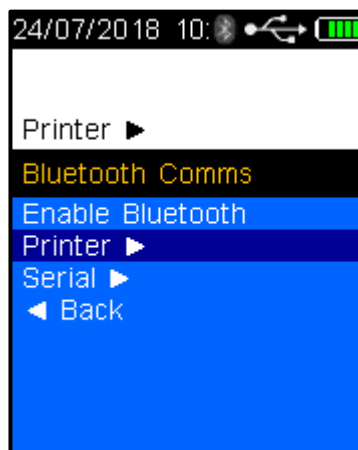 24/07/2018 10:
Printer ▶
Bluetooth Comms
Enable Bluetooth
Printer ▶
Serial ▶
◀ Back